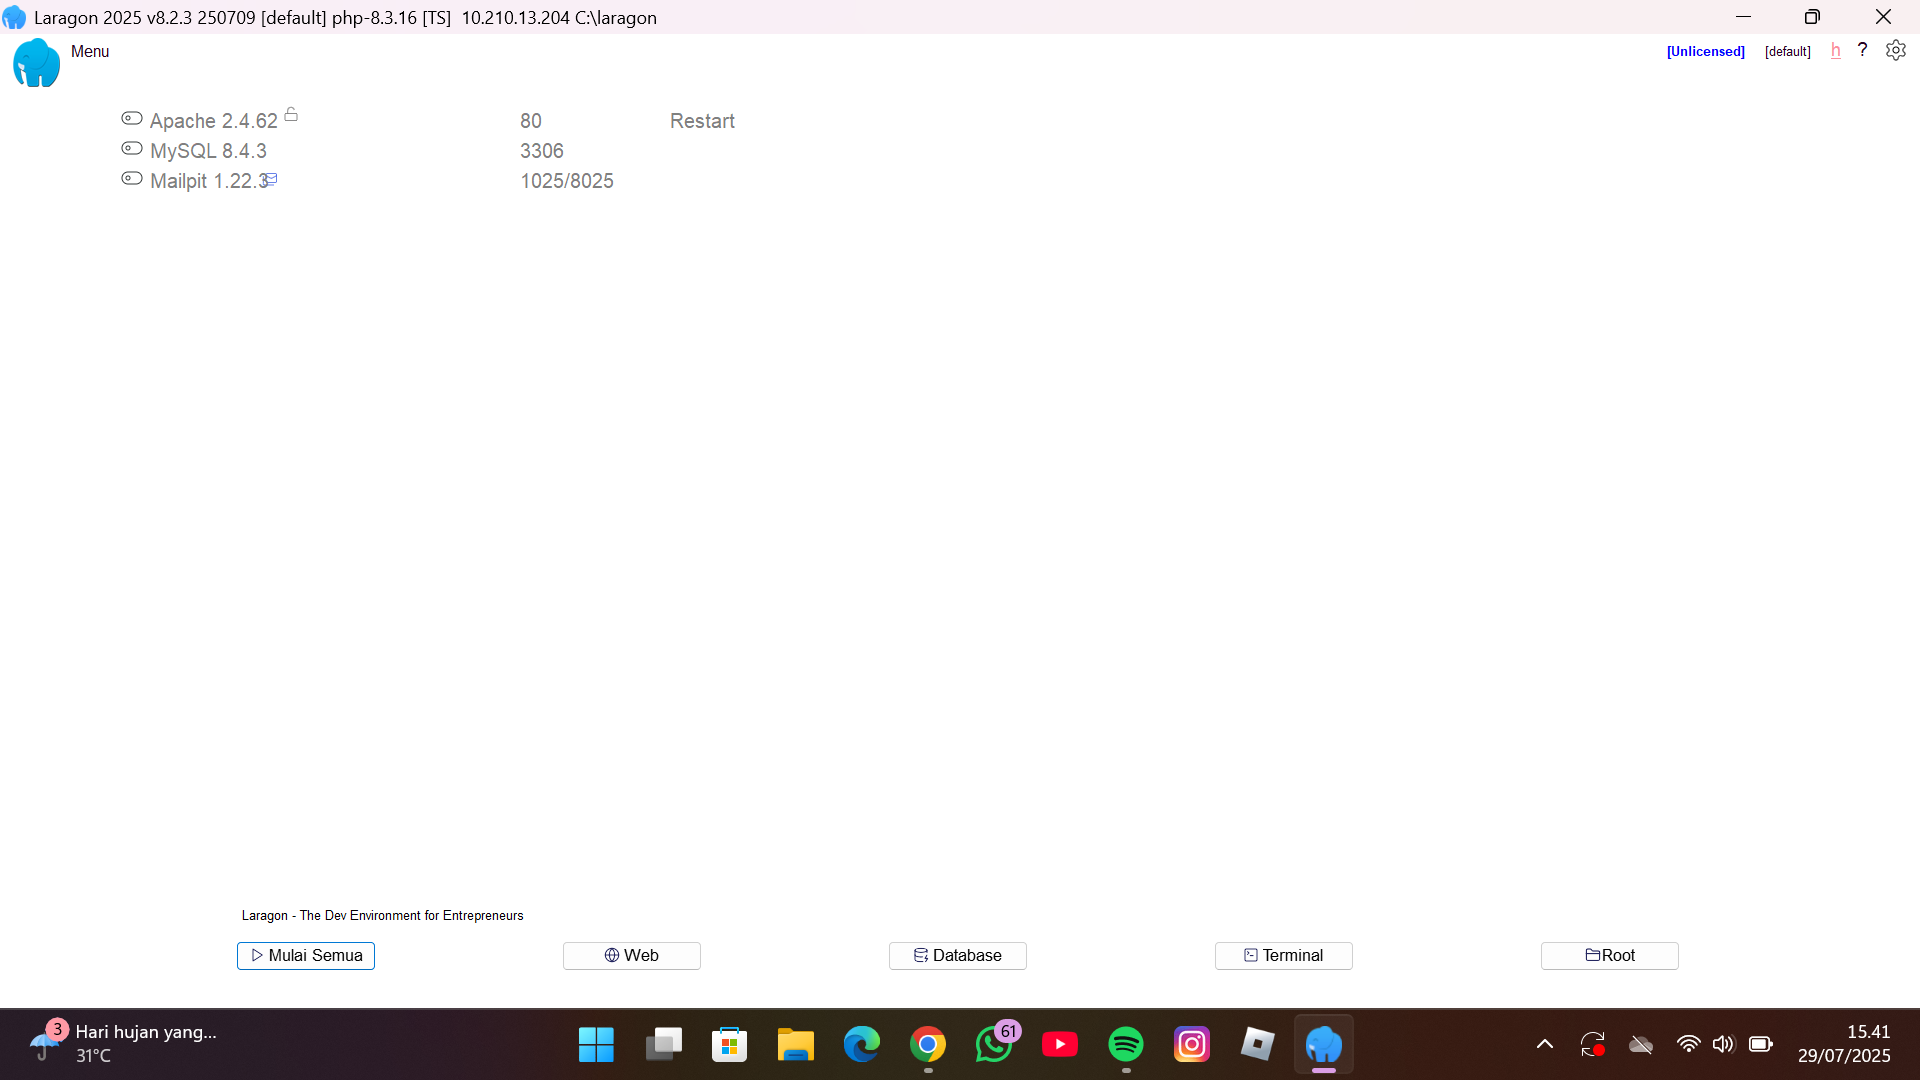 Laragon 2025 v8.2.3 250709 [default] php-8.3.16 [TS]  10.210.13.204 C:\laragon
Menu
[Unlicensed] [default] h ?
Apache 2.4.62 80 Restart
MySQL 8.4.3 3306
Mailpit 1.22.3 1025/8025
Laragon - The Dev Environment for Entrepreneurs
Mulai Semua Web Database Terminal Root
3 Hari hujan yang...
31°C
61
15.41
29/07/2025